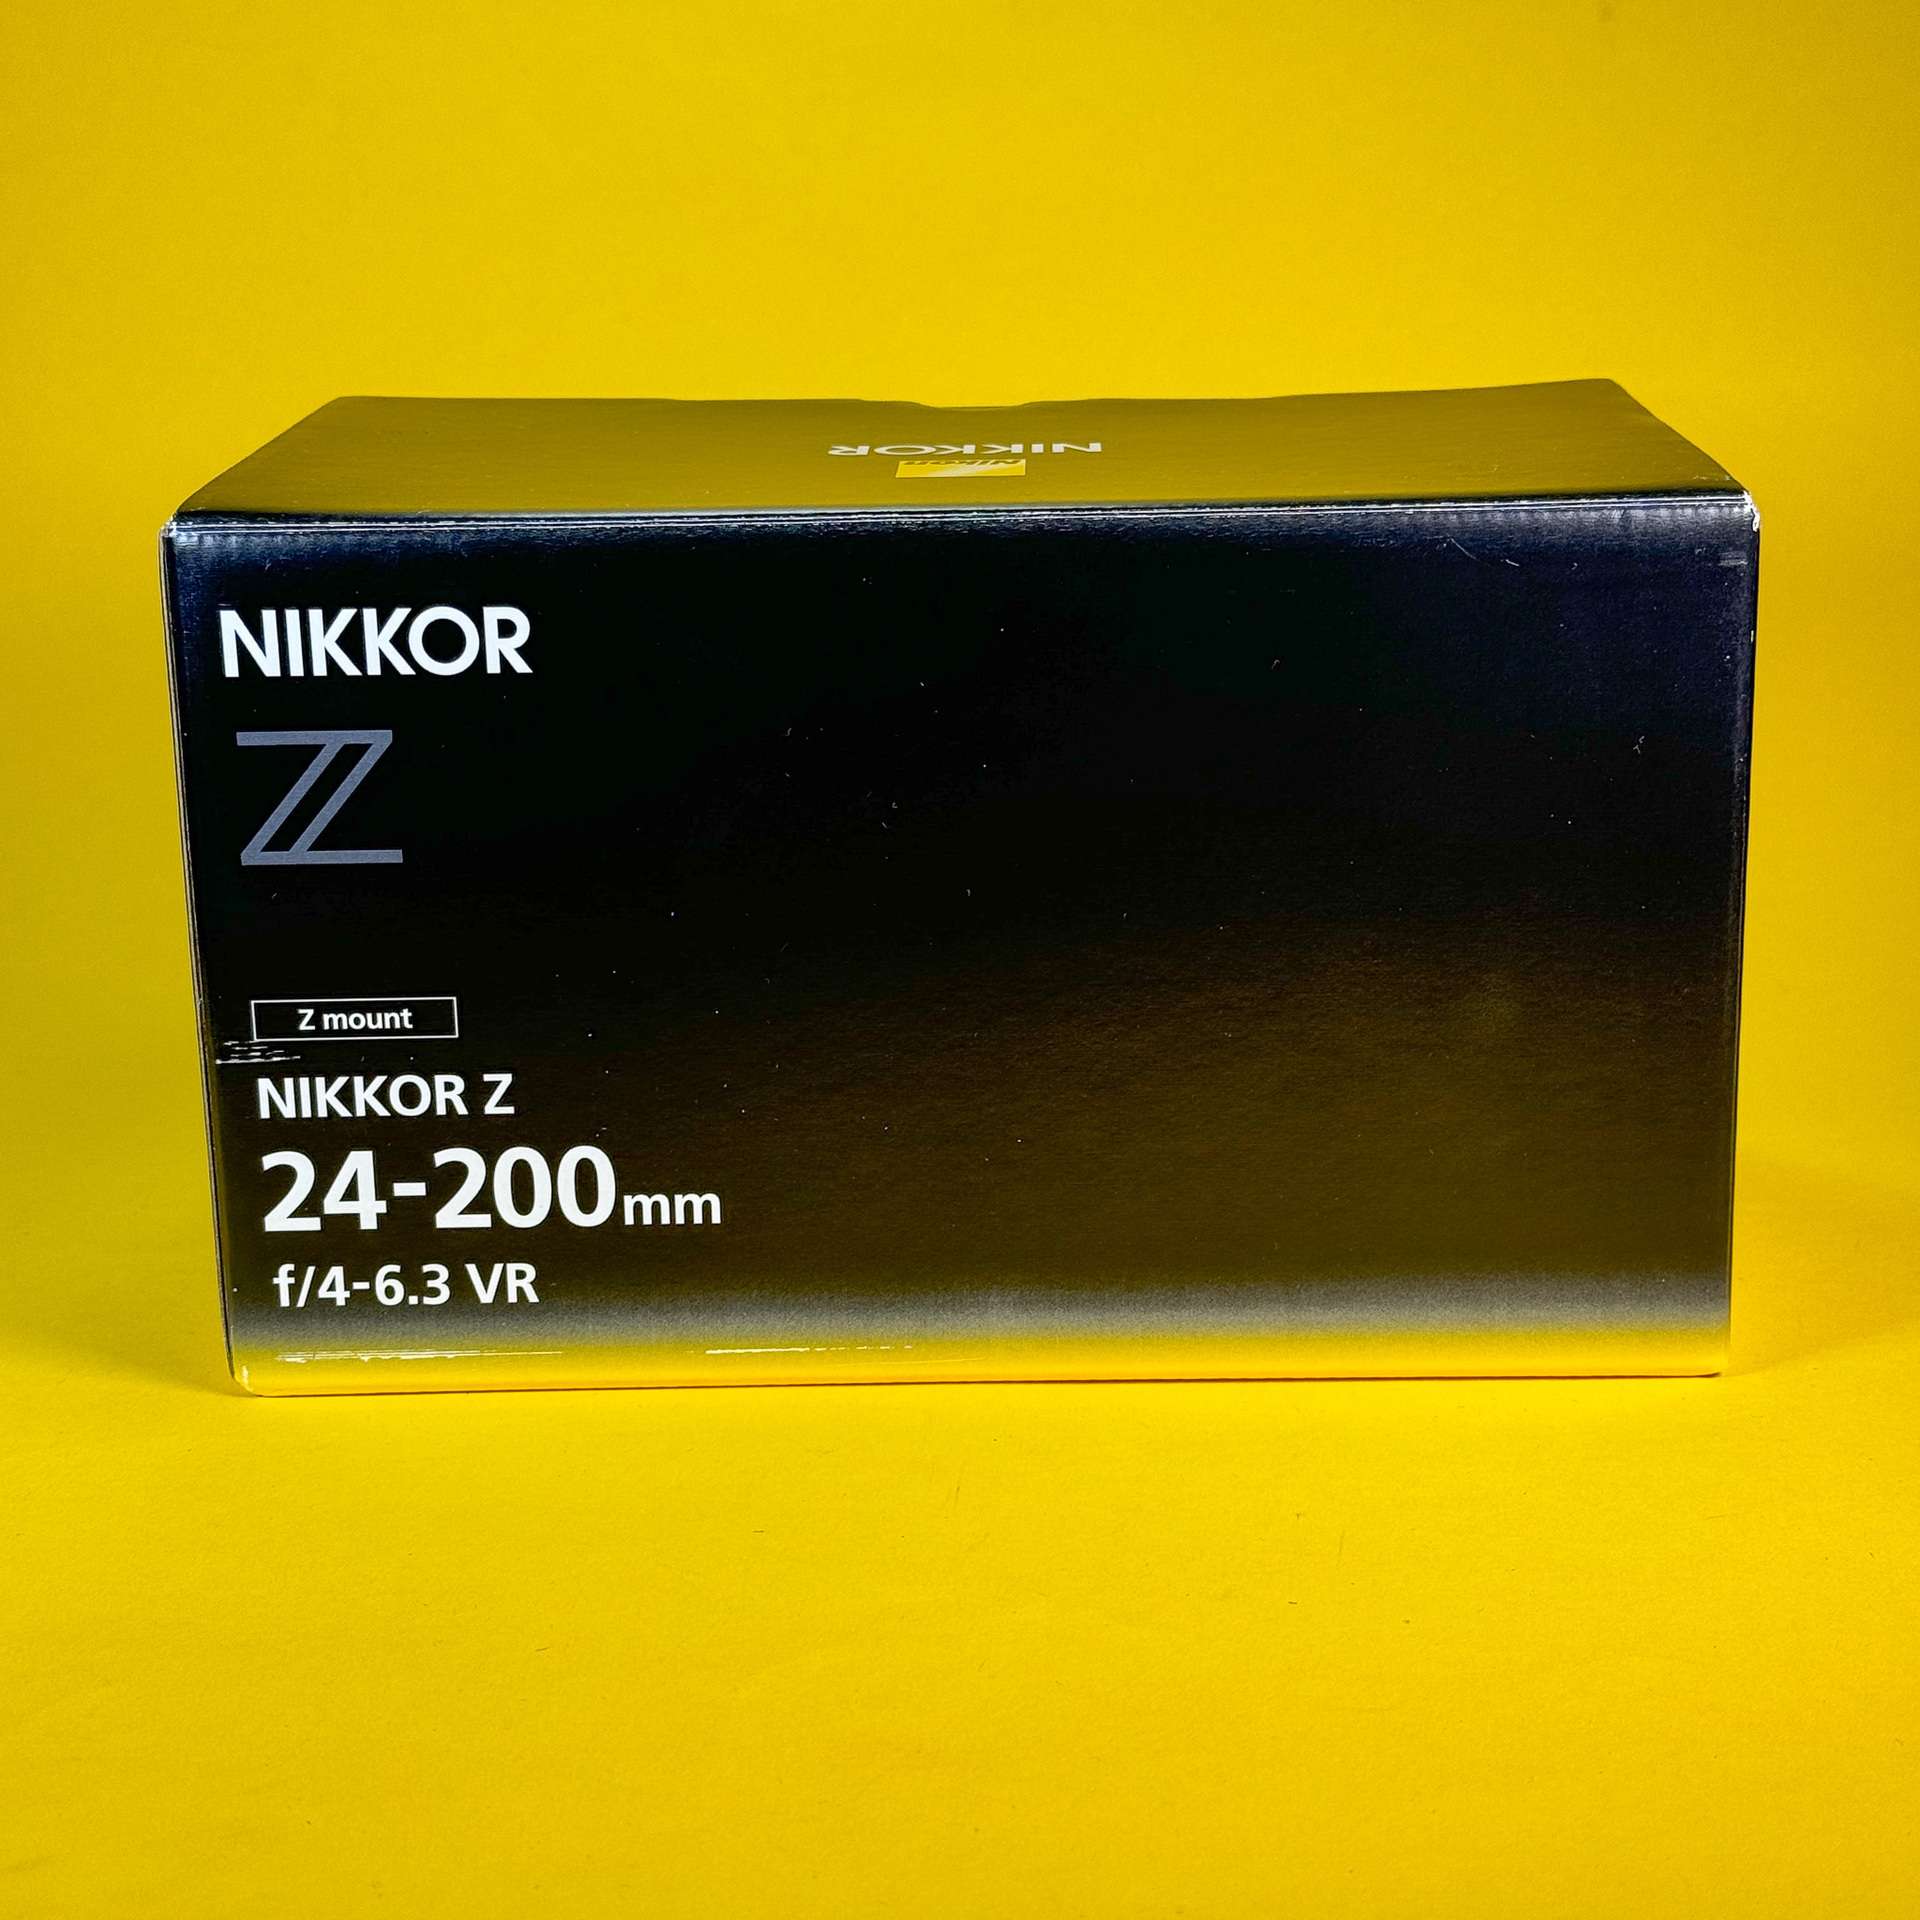 NIKKOR
Nikon
NIKKOR
Z
Z mount
NIKKOR Z
24-200mm
f/4-6.3 VR